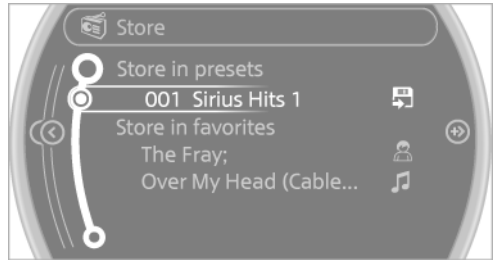 Store
Store in presets
001 Sirius Hits 1
Store in favorites
The Fray;
Over My Head (Cable...